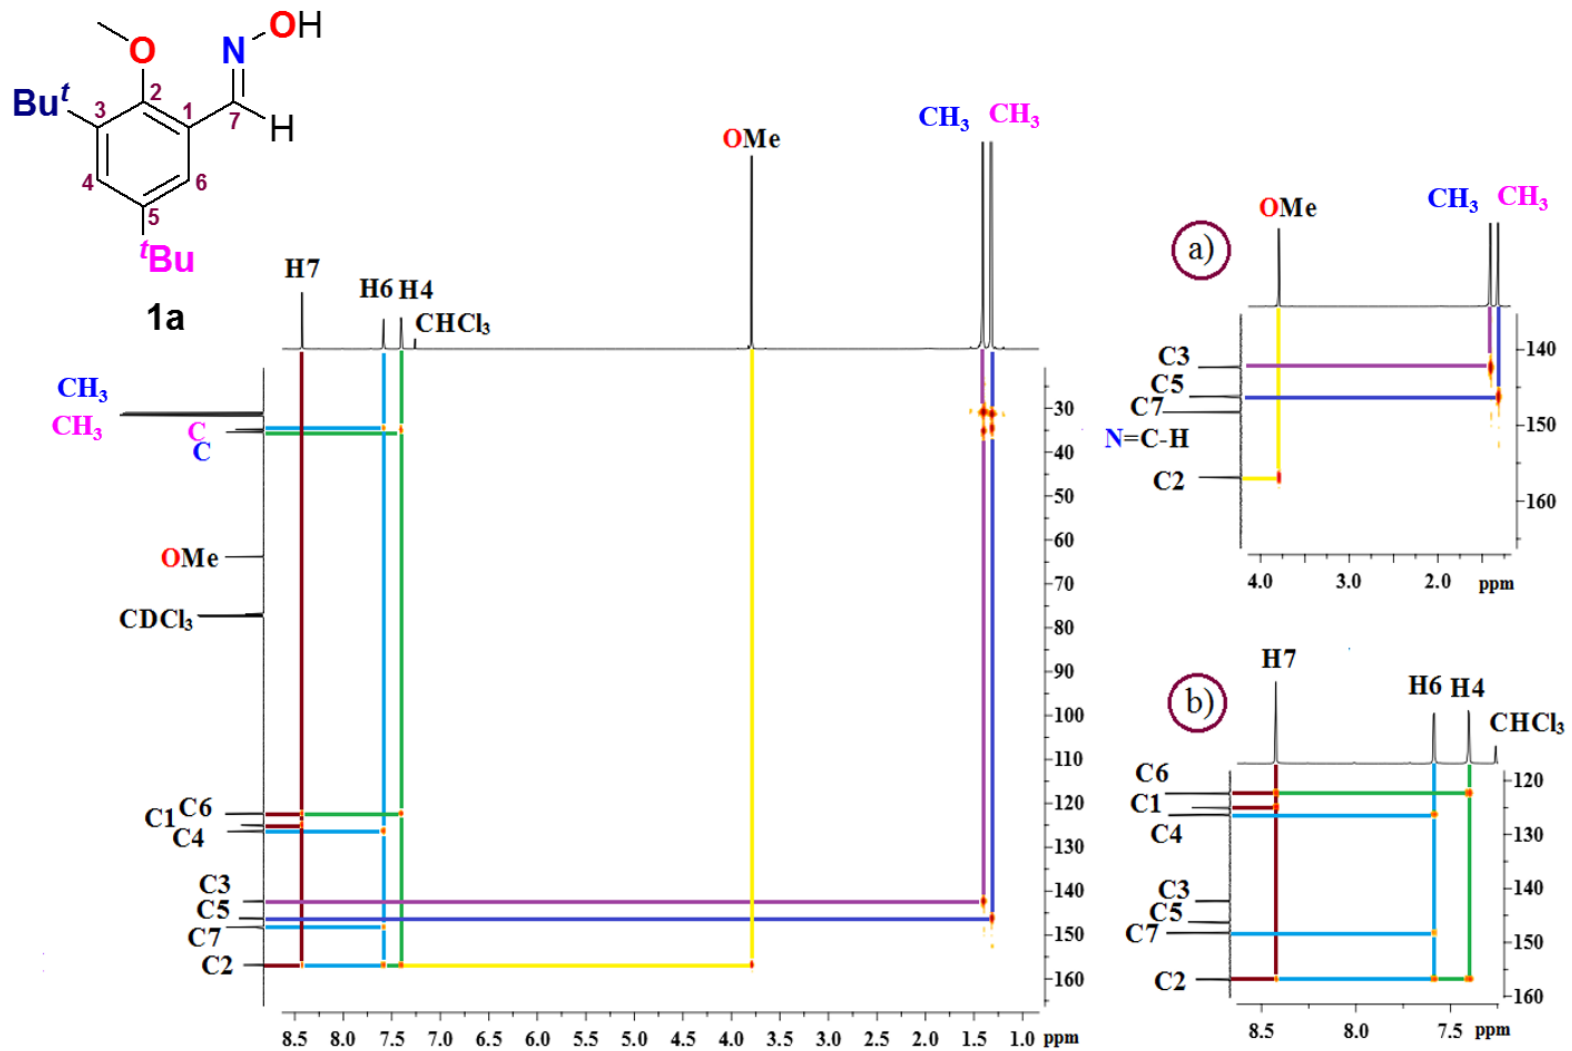 OH
N
O
Bu^t
2
3
1
7
H
4
6
5
^tBu
1a
H7
H6 H4
CHCl₃
OMe
CH₃ CH₃
CH₃
CH₃
C
C
OMe
CDCl₃
C6
C1
C4
C3
C5
C7
C2
30
40
50
60
70
80
90
100
110
120
130
140
150
160
8.5 8.0 7.5 7.0 6.5 6.0 5.5 5.0 4.5 4.0 3.5 3.0 2.5 2.0 1.5 1.0 ppm
a)
OMe
CH₃ CH₃
C3
C5
C7
N=C-H
C2
140
150
160
4.0 3.0 2.0 ppm
b)
H7
H6 H4
CHCl₃
C6
C1
C4
C3
C5
C7
C2
120
130
140
150
160
8.5 8.0 7.5 ppm